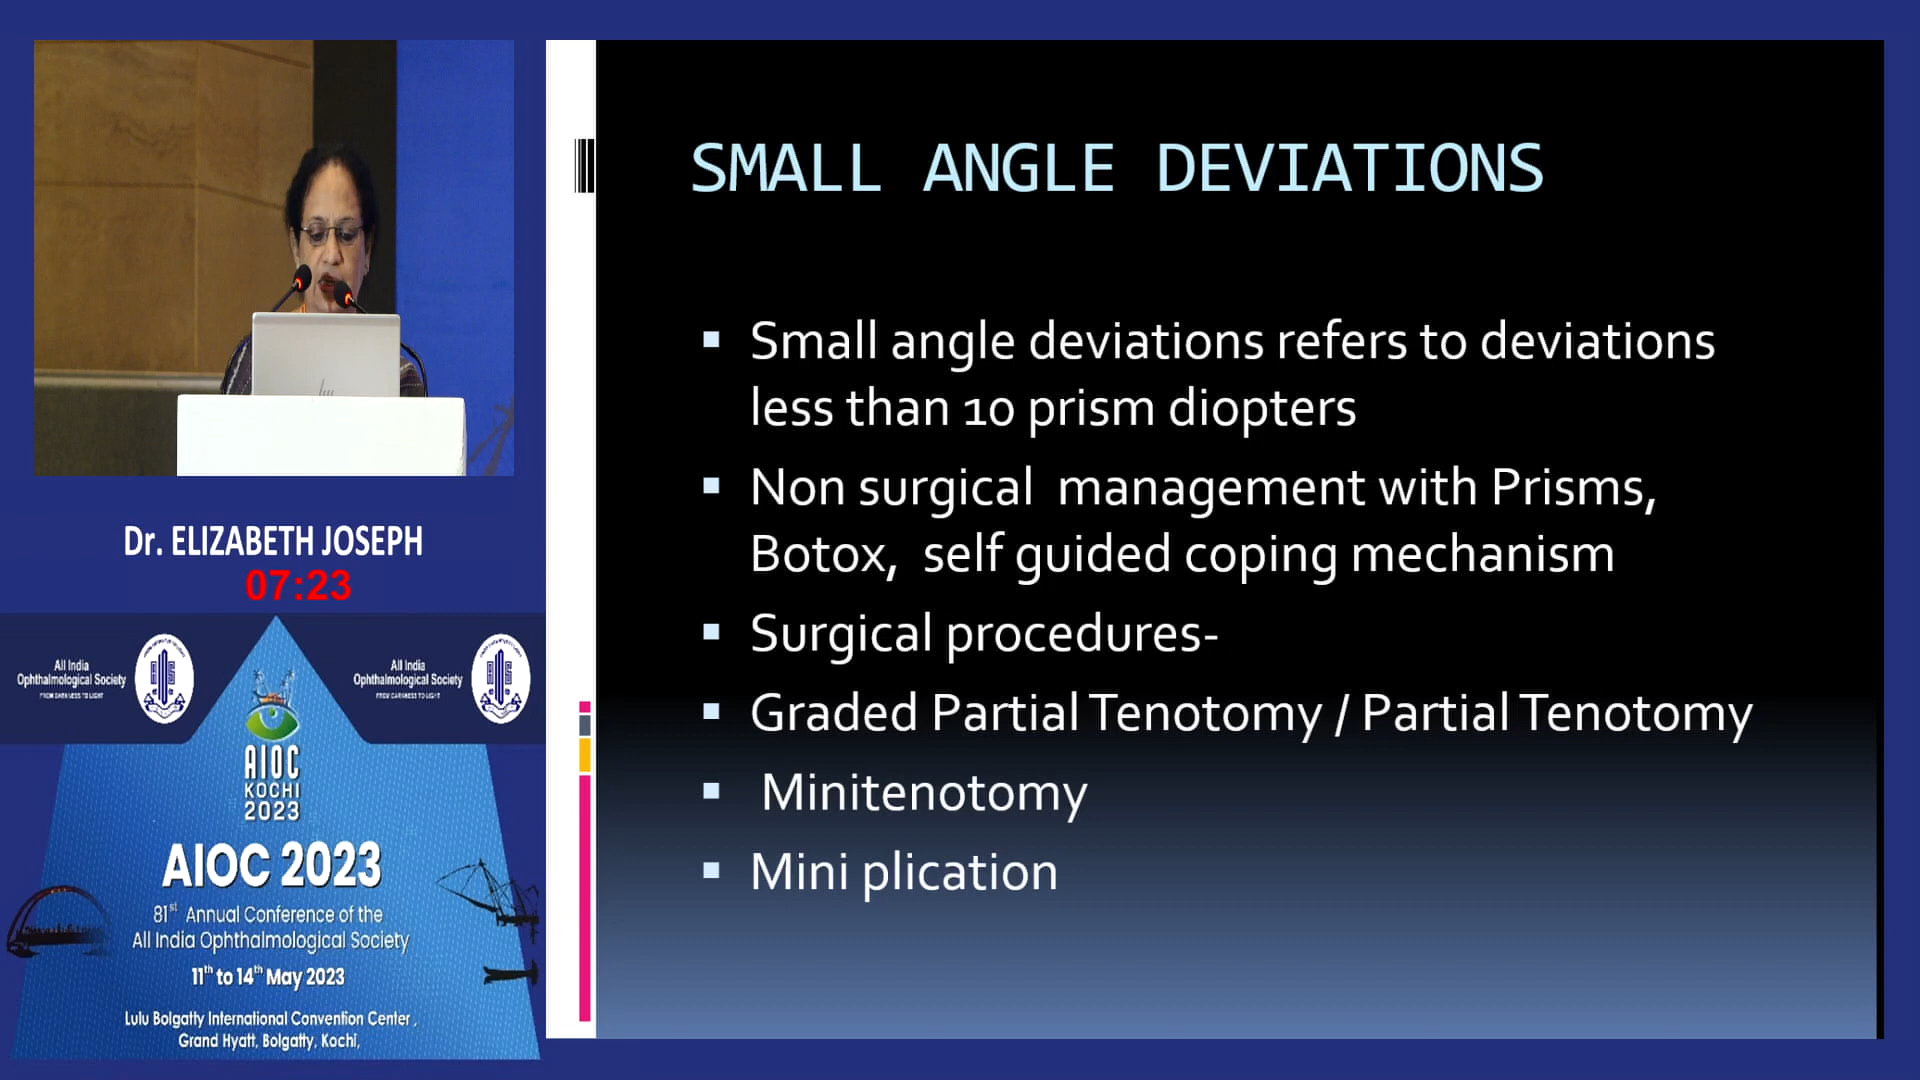 SMALL ANGLE DEVIATIONS
Small angle deviations refers to deviations
less than 10 prism diopters
Non surgical management with Prisms,
Botox, self guided coping mechanism
Surgical procedures-
Graded Partial Tenotomy / Partial Tenotomy
Minitenotomy
Mini plication
Dr. ELIZABETH JOSEPH
07:23
All India
Ophthalmological Society
FROM DARKNESS TO LIGHT
All India
Ophthalmological Society
FROM DARKNESS TO LIGHT
AIOC
KOCHI
2023
AIOC 2023
81st Annual Conference of the
All India Ophthalmological Society
11th to 14th May 2023
Lulu Bolgatty International Convention Center ,
Grand Hyatt, Bolgatty, Kochi,